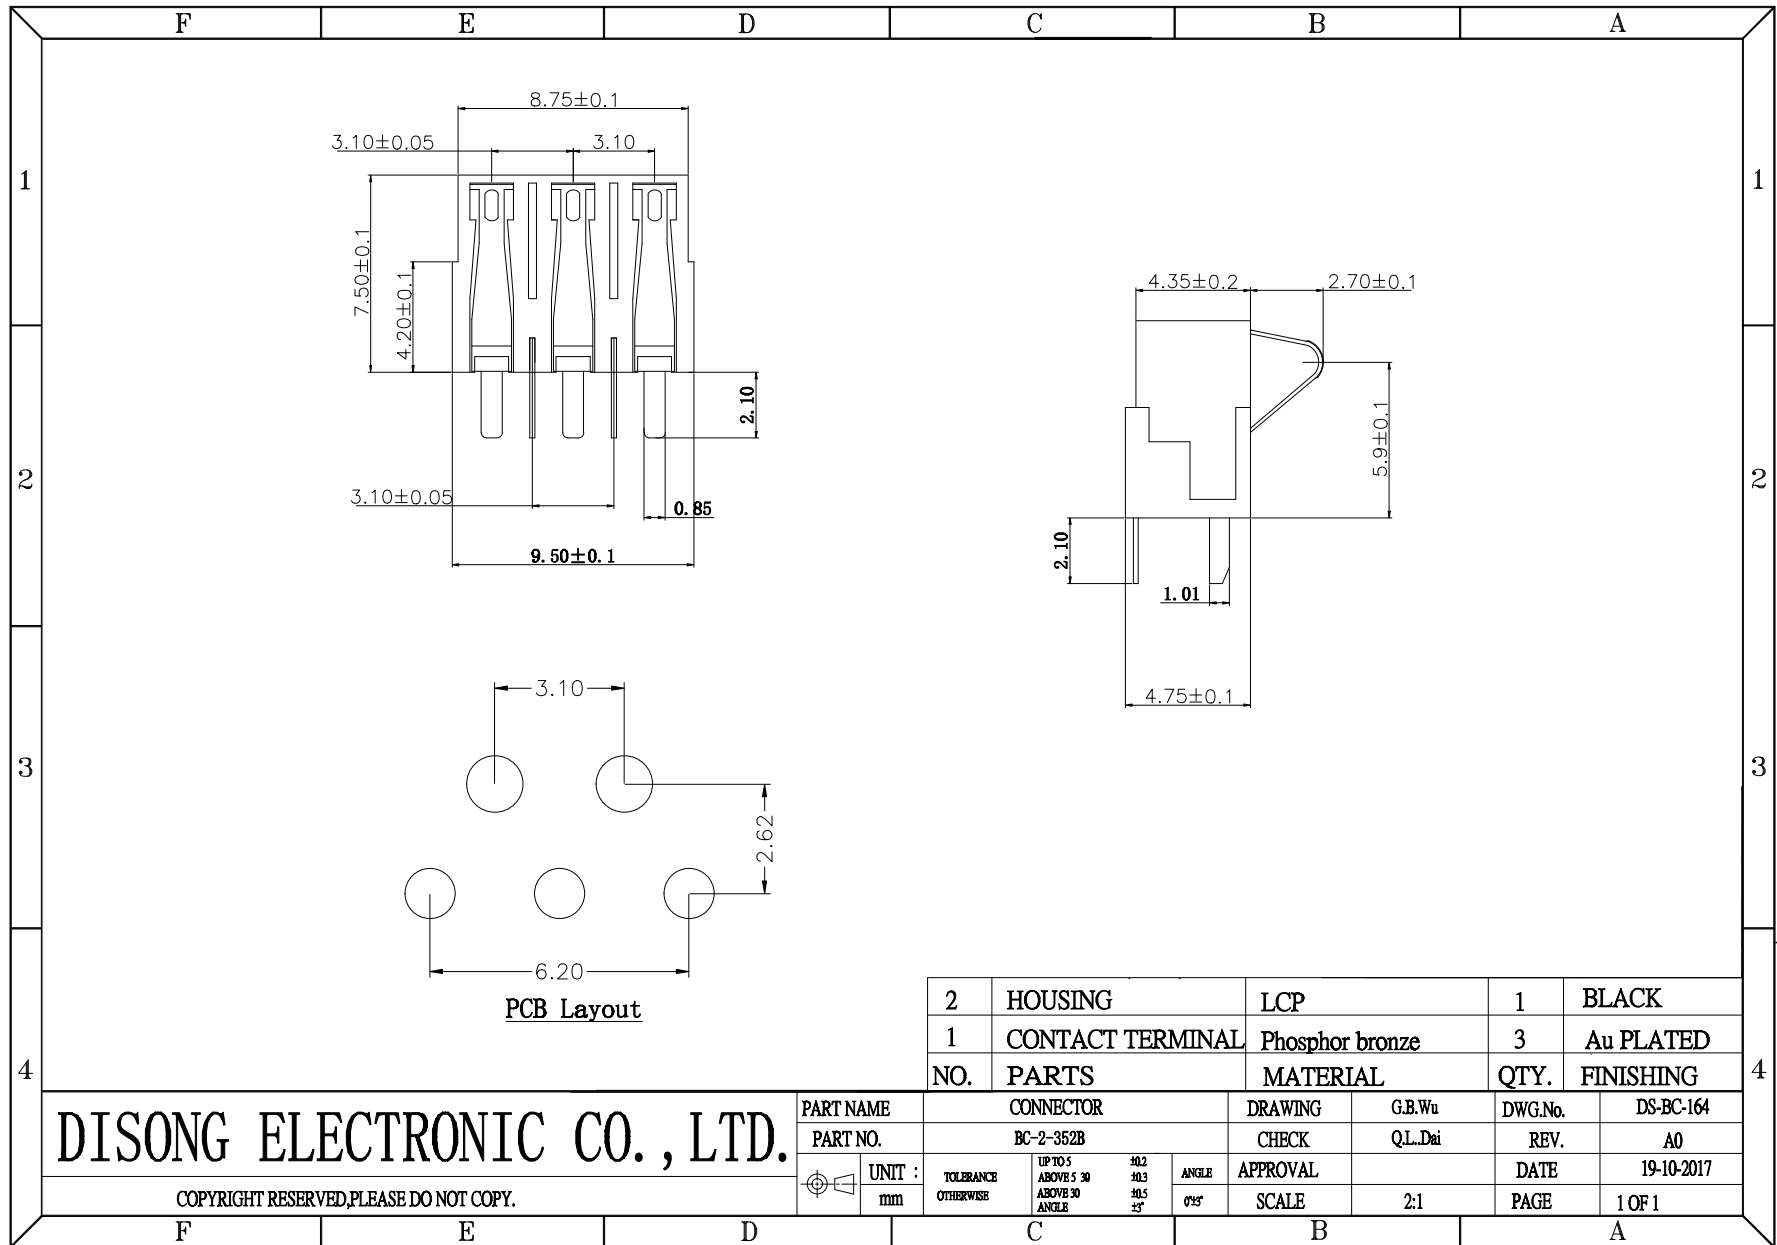 F E D C B A
8.75±0.1
3.10±0.05 3.10
1 1
7.50±0.1
4.20±0.1
4.35±0.2 2.70±0.1
2.10
5.9±0.1
2 2
3.10±0.05
0.85
9.50±0.1
2.10
1.01
4.75±0.1
3.10
3 3
2.62
6.20
PCB Layout
2 HOUSING LCP 1 BLACK
1 CONTACT TERMINAL Phosphor bronze 3 Au PLATED
4 4
NO. PARTS MATERIAL QTY. FINISHING
DISONG ELECTRONIC CO., LTD.
COPYRIGHT RESERVED,PLEASE DO NOT COPY.
PART NAME CONNECTOR DRAWING G.B.Wu DWG.No. DS-BC-164
PART NO. BC-2-352B CHECK Q.L..Dai REV. A0
UNIT : mm
TOLERANCE OTHERWISE
UP TO 5 ±0.2
ABOVE 5 30 ±0.3
ABOVE 30 ±0.5
ANGLE ±3°
ANGLE
0°±3°
APPROVAL DATE 19-10-2017
SCALE 2:1 PAGE 1 OF 1
F E D C B A